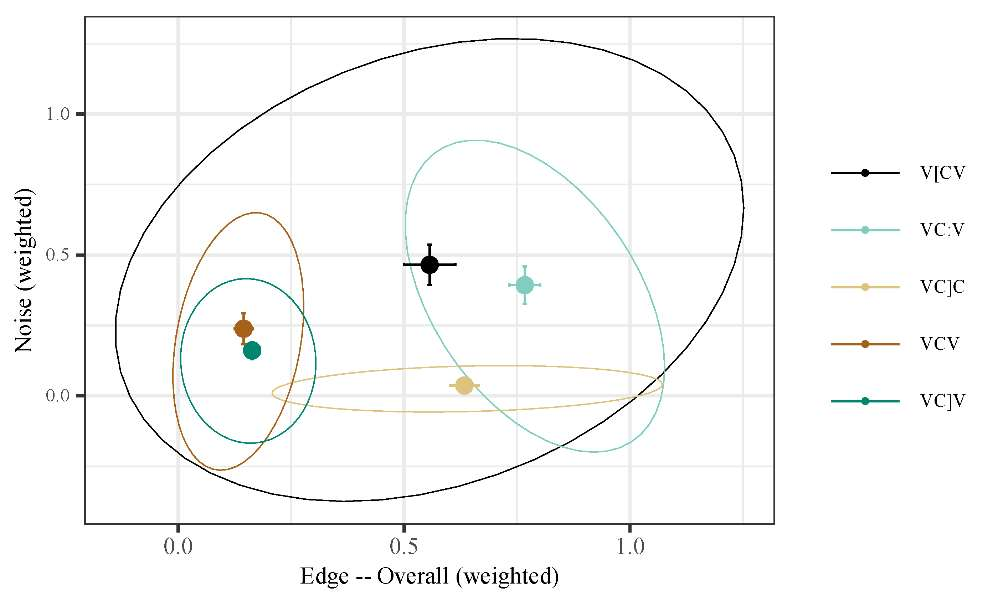 1.0
0.5
0.0
Noise (weighted)
0.0 0.5 1.0
Edge -- Overall (weighted)
V[CV
VC:V
VC]C
VCV
VC]V